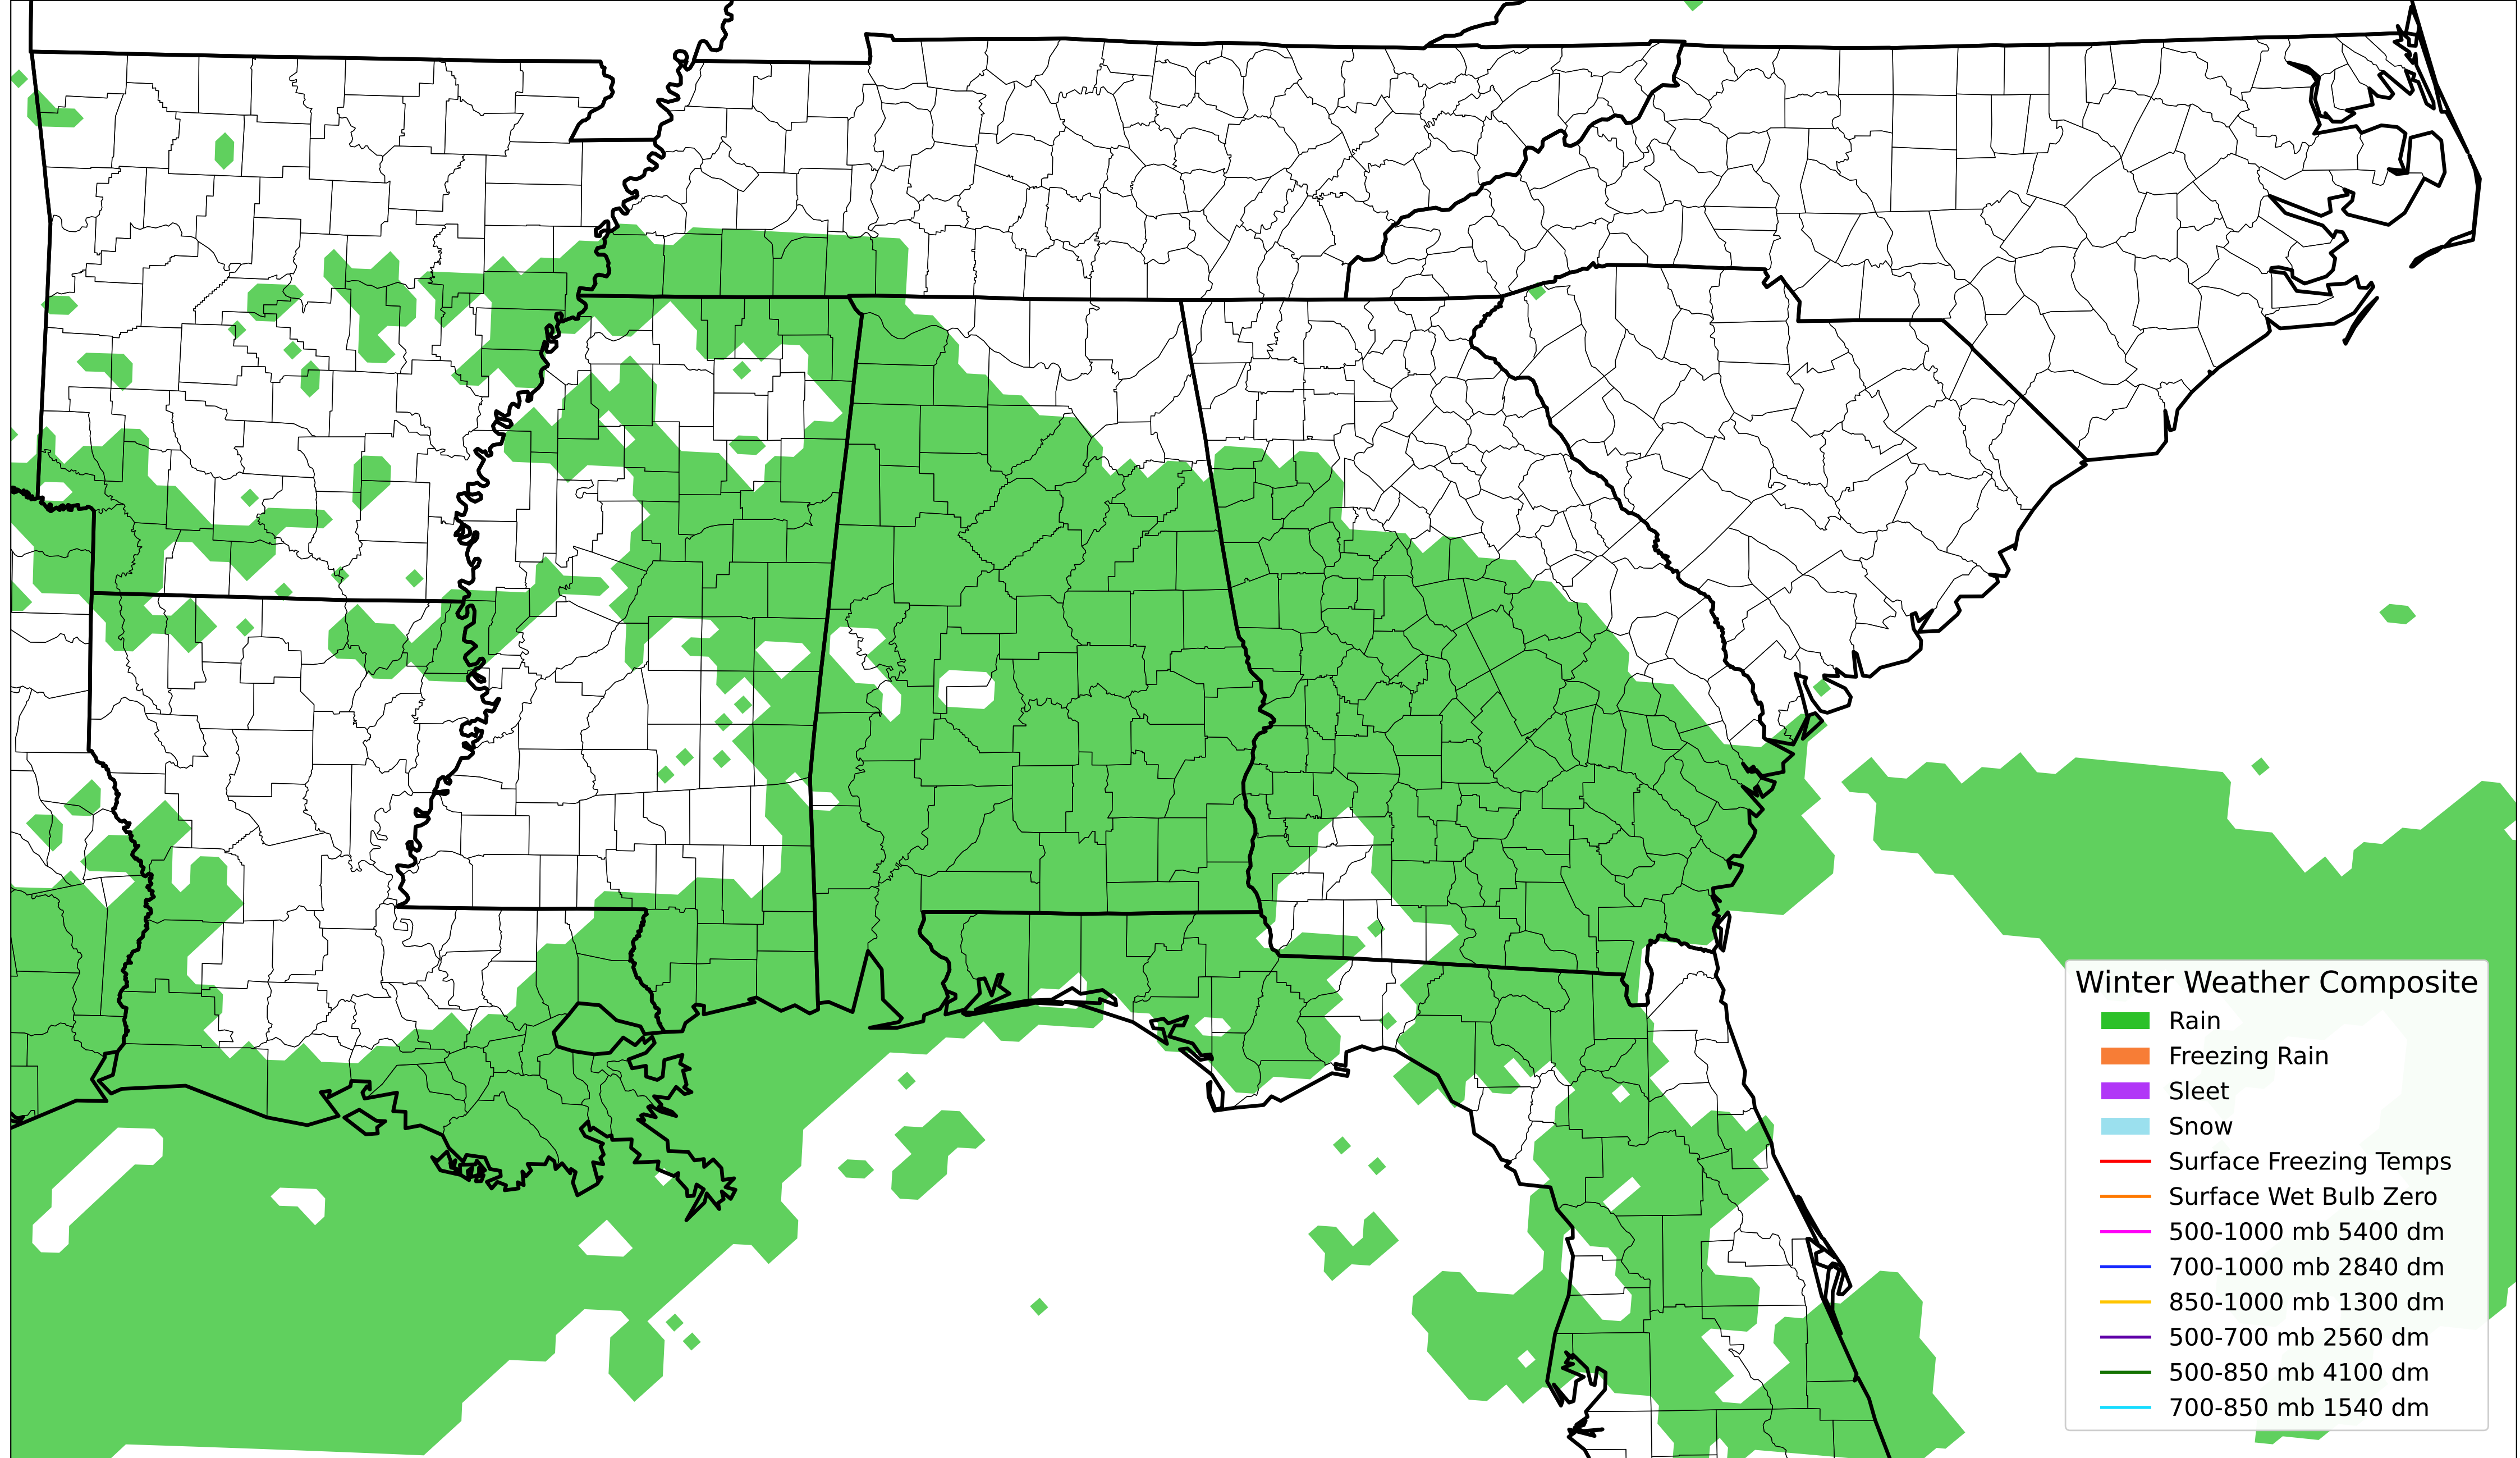 Winter Weather Composite
Rain
Freezing Rain
Sleet
Snow
Surface Freezing Temps
Surface Wet Bulb Zero
500-1000 mb 5400 dm
700-1000 mb 2840 dm
850-1000 mb 1300 dm
500-700 mb 2560 dm
500-850 mb 4100 dm
700-850 mb 1540 dm